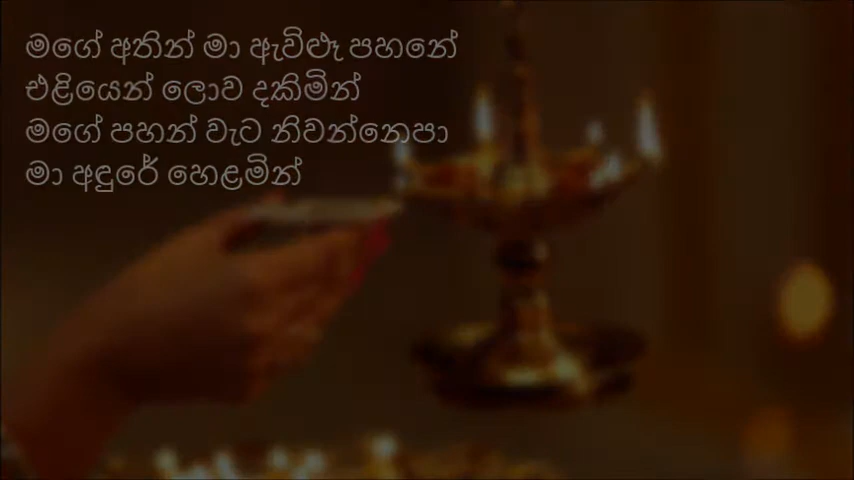 මගේ අතින් මා ඇවිළූ පහනේ
එළියෙන් ලොව දකිමින්
මගේ පහන් වැට නිවන්නෙපා
මා අඳුරේ හෙළමින්